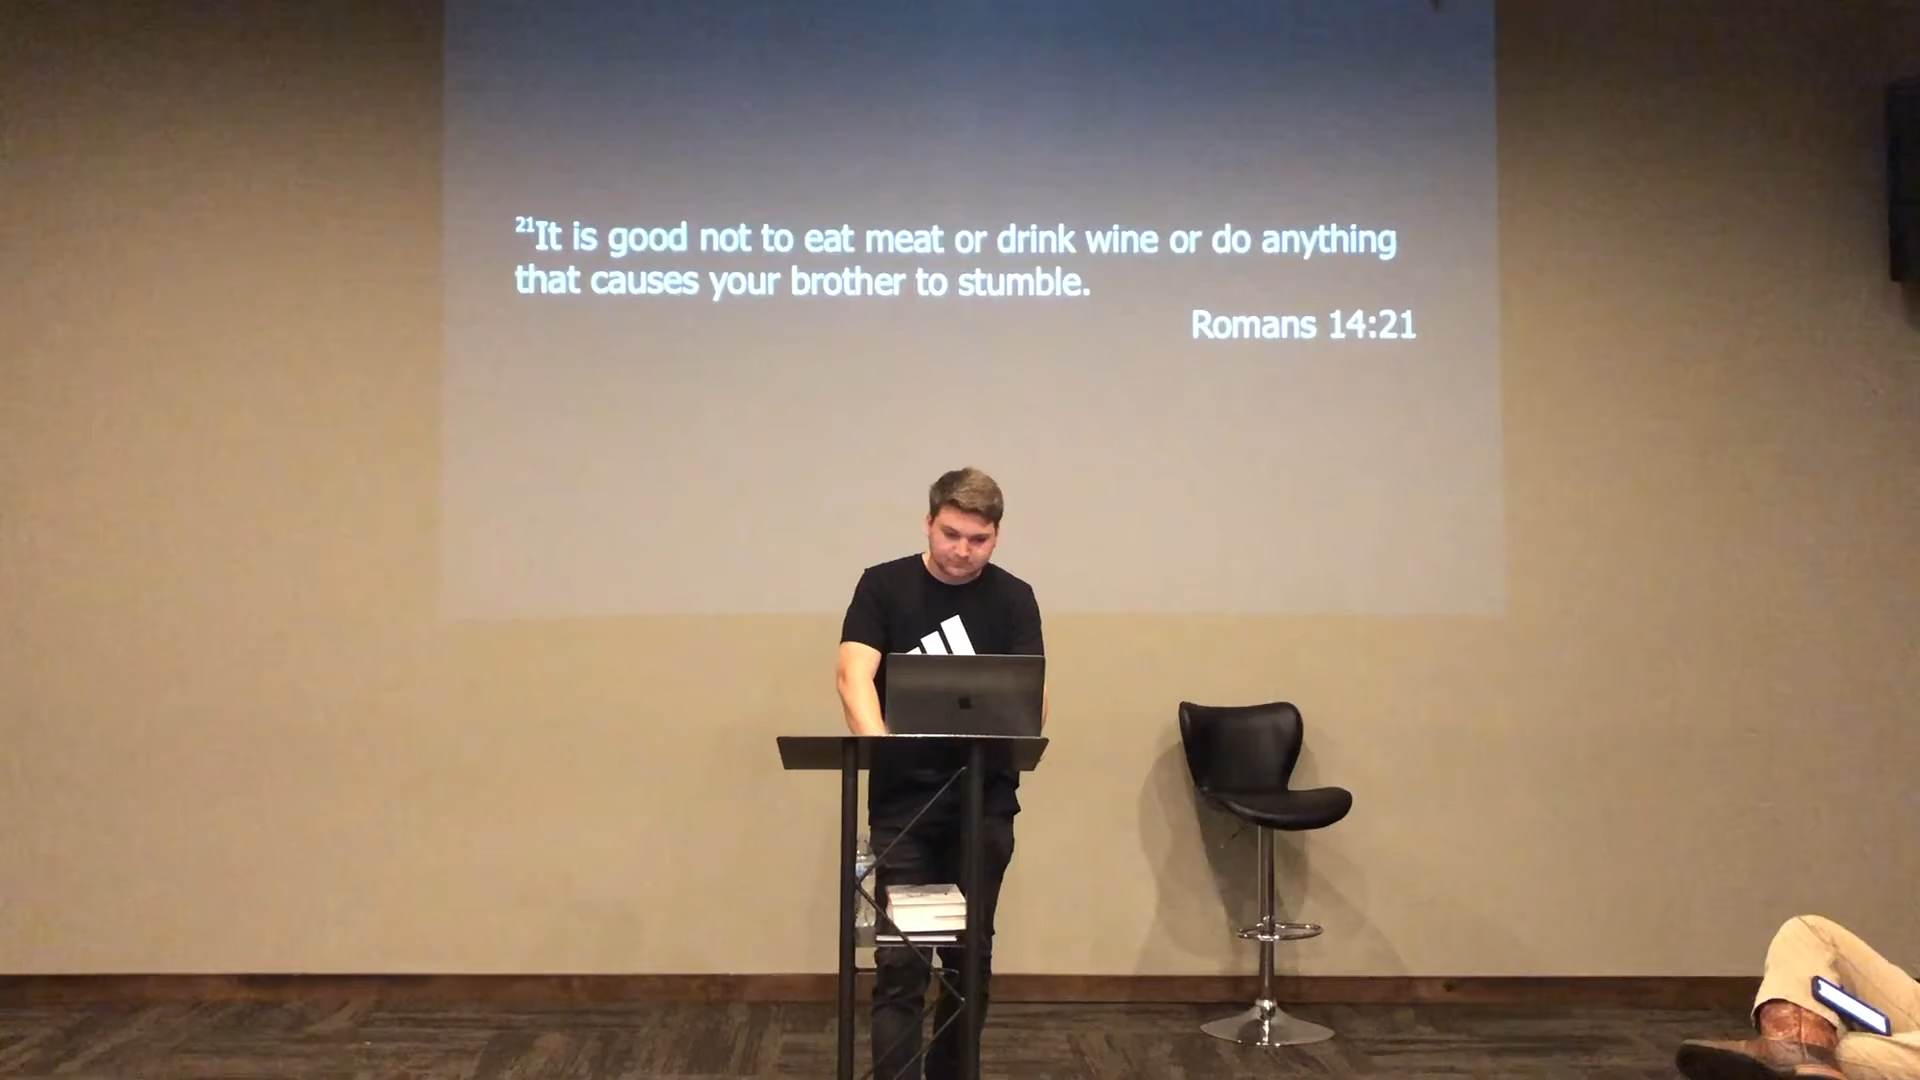 ²¹It is good not to eat meat or drink wine or do anything
that causes your brother to stumble.
Romans 14:21